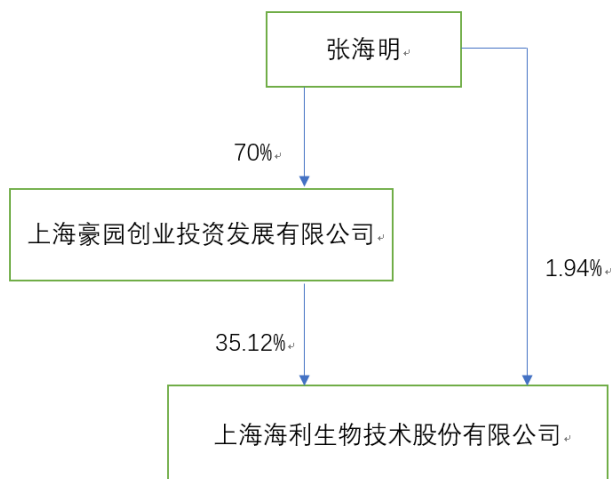 张海明
70%
上海豪园创业投资发展有限公司
1.94%
35.12%
上海海利生物技术股份有限公司